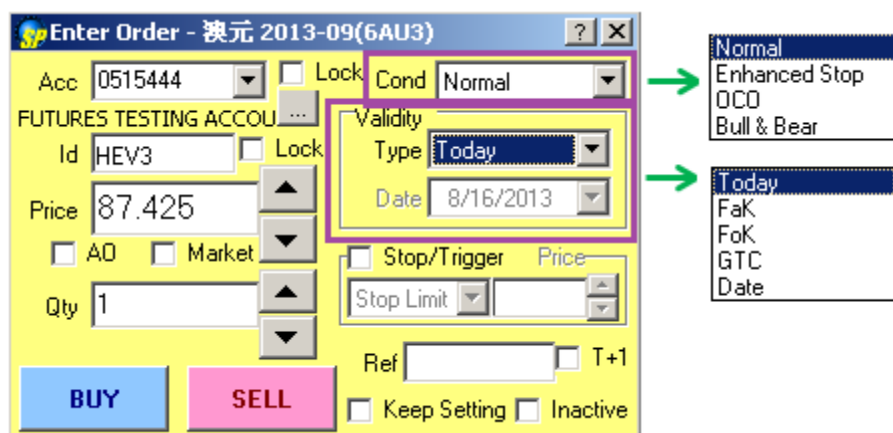 SP Enter Order - 澳元 2013-09(6AU3) ? X
Acc 0515444 Lock Cond Normal
FUTURES TESTING ACCOU ...
Validity
Id HEV3 Lock Type Today
Price 87.425 Date 8/16/2013
AO Market Stop/Trigger Price
Qty 1 Stop Limit
Ref T+1
BUY SELL Keep Setting Inactive
Normal
Enhanced Stop
OCO
Bull & Bear
Today
FaK
FoK
GTC
Date